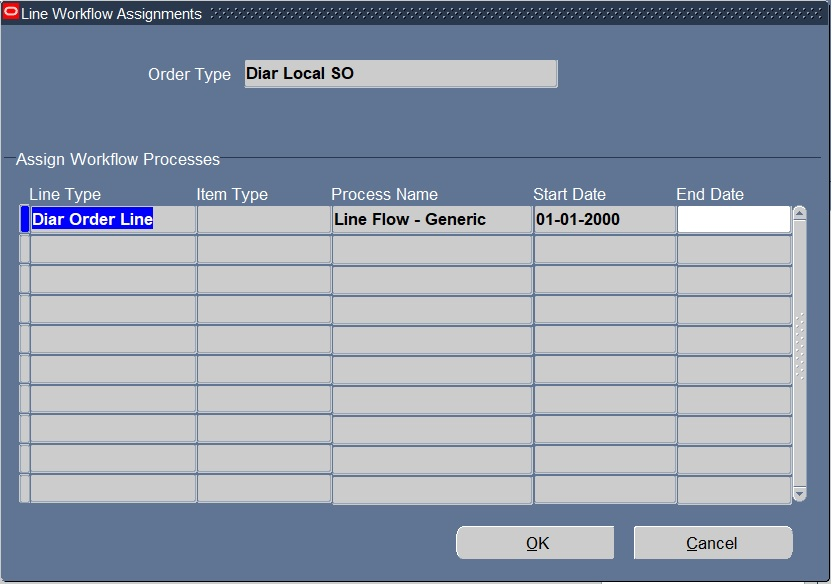 Line Workflow Assignments
Order Type Diar Local SO
Assign Workflow Processes
Line Type Item Type Process Name Start Date End Date
Diar Order Line Line Flow - Generic 01-01-2000
OK Cancel